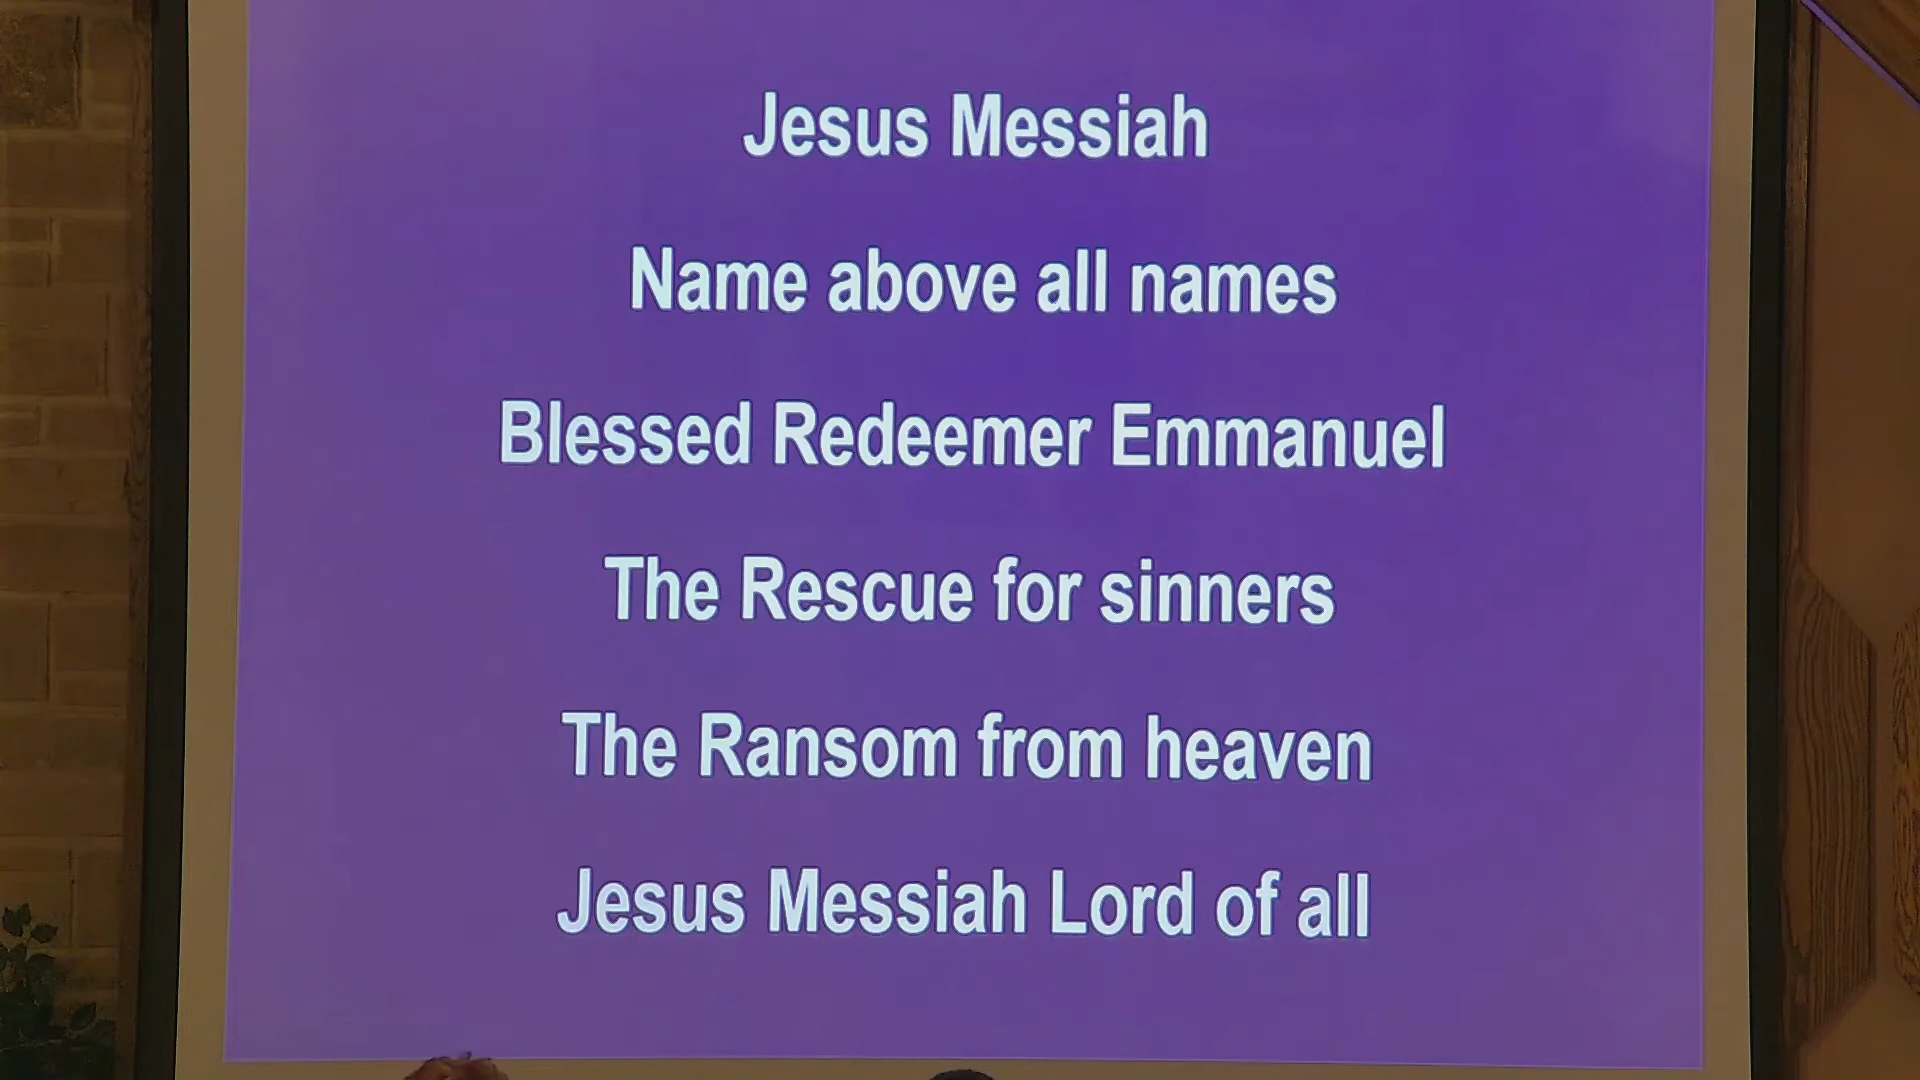 Jesus Messiah
Name above all names
Blessed Redeemer Emmanuel
The Rescue for sinners
The Ransom from heaven
Jesus Messiah Lord of all